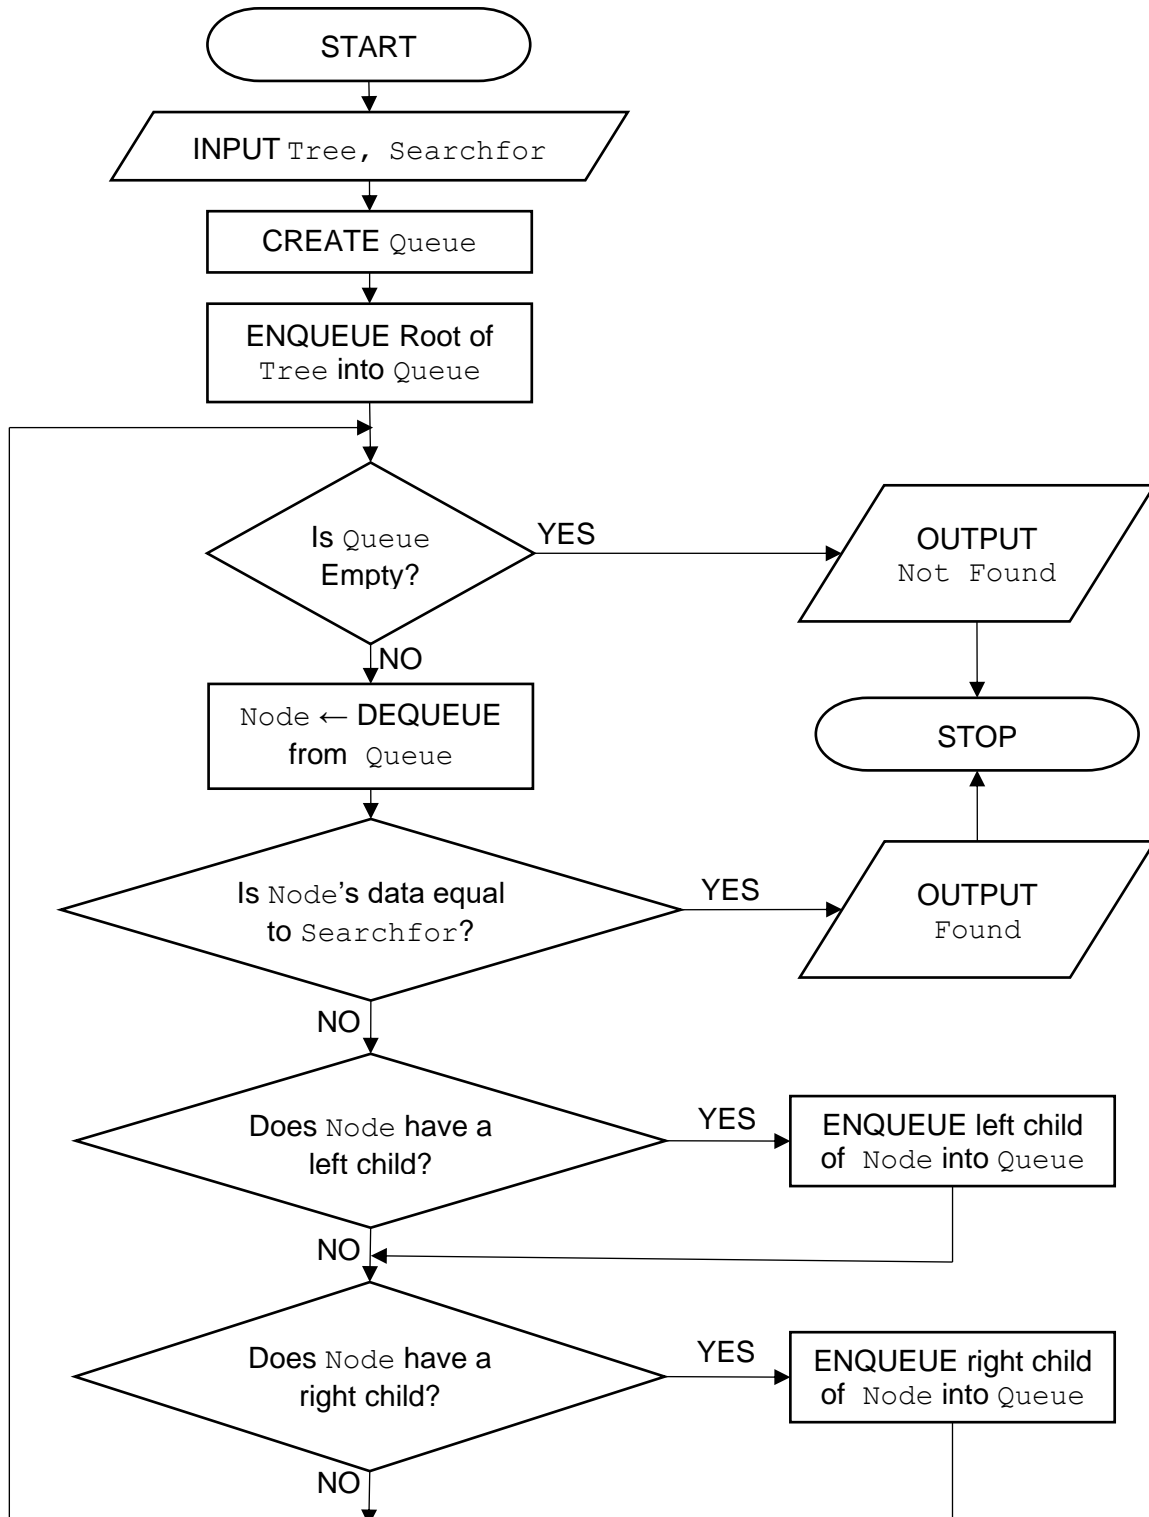 START
INPUT Tree, Searchfor
CREATE Queue
ENQUEUE Root of
Tree into Queue
Is Queue
Empty?
YES
OUTPUT
Not Found
NO
Node ← DEQUEUE
from Queue
STOP
Is Node's data equal
to Searchfor?
YES
OUTPUT
Found
NO
Does Node have a
left child?
YES
ENQUEUE left child
of Node into Queue
NO
Does Node have a
right child?
YES
ENQUEUE right child
of Node into Queue
NO